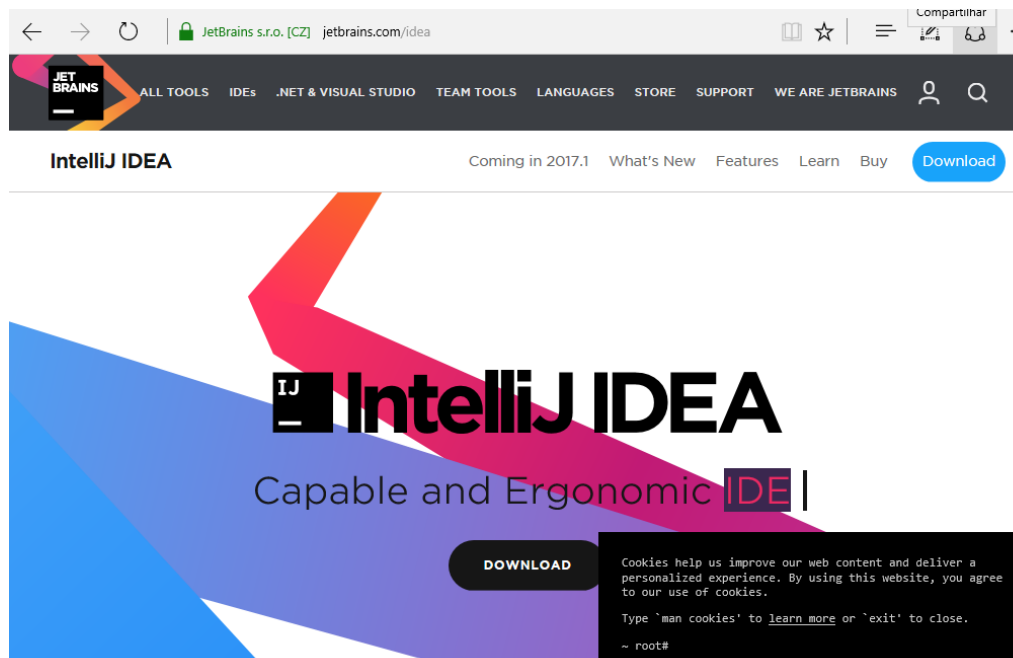 Compartilhar
JetBrains s.r.o. [CZ] jetbrains.com/idea
JET
BRAINS
ALL TOOLS IDEs .NET & VISUAL STUDIO TEAM TOOLS LANGUAGES STORE SUPPORT WE ARE JETBRAINS
IntelliJ IDEA Coming in 2017.1 What's New Features Learn Buy Download
IJ
IntelliJ IDEA
Capable and Ergonomic IDE
DOWNLOAD
Cookies help us improve our web content and deliver a
personalized experience. By using this website, you agree
to our use of cookies.
Type `man cookies' to learn more or `exit' to close.
~ root#